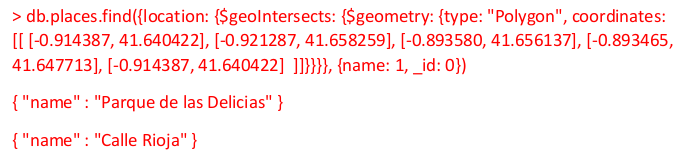 > db.places.find({location: {$geoIntersects: {$geometry: {type: "Polygon", coordinates:
[[ [-0.914387, 41.640422], [-0.921287, 41.658259], [-0.893580, 41.656137], [-0.893465,
41.647713], [-0.914387, 41.640422]  ]]}}}}, {name: 1, _id: 0})
{ "name" : "Parque de las Delicias" }
{ "name" : "Calle Rioja" }